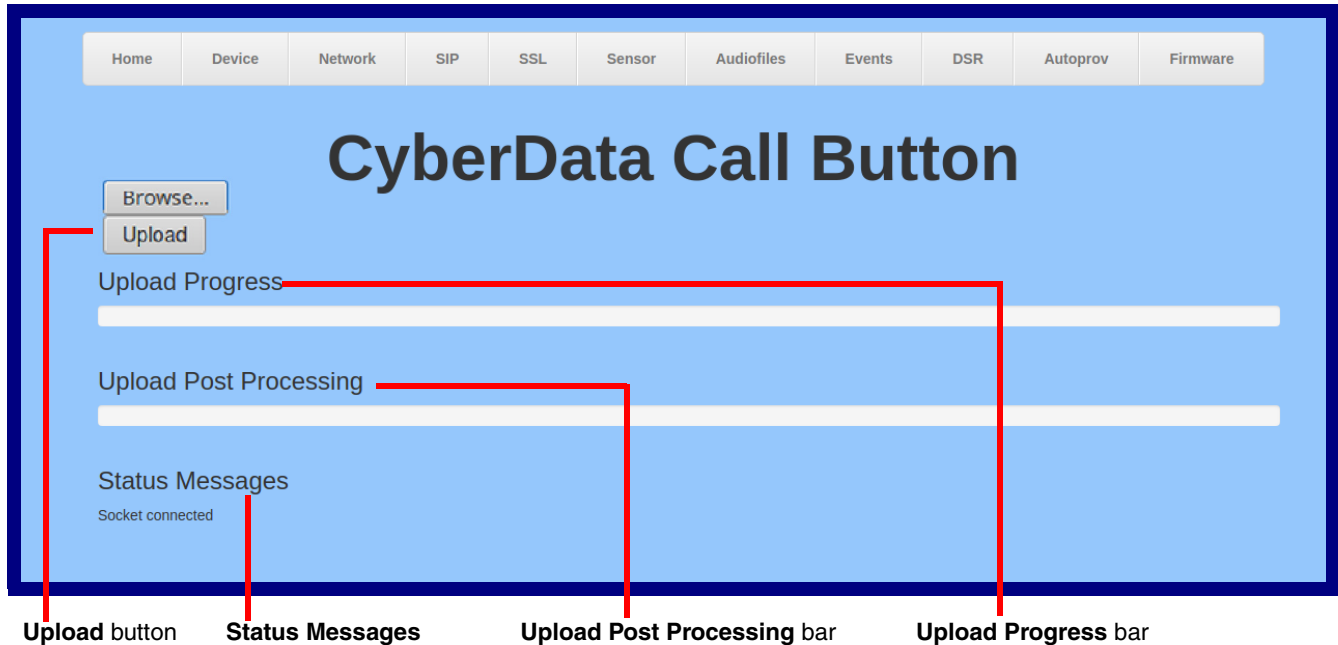 Home Device Network SIP SSL Sensor Audiofiles Events DSR Autoprov Firmware
CyberData Call Button
Browse...
Upload
Upload Progress
Upload Post Processing
Status Messages
Socket connected
Upload button Status Messages Upload Post Processing bar Upload Progress bar